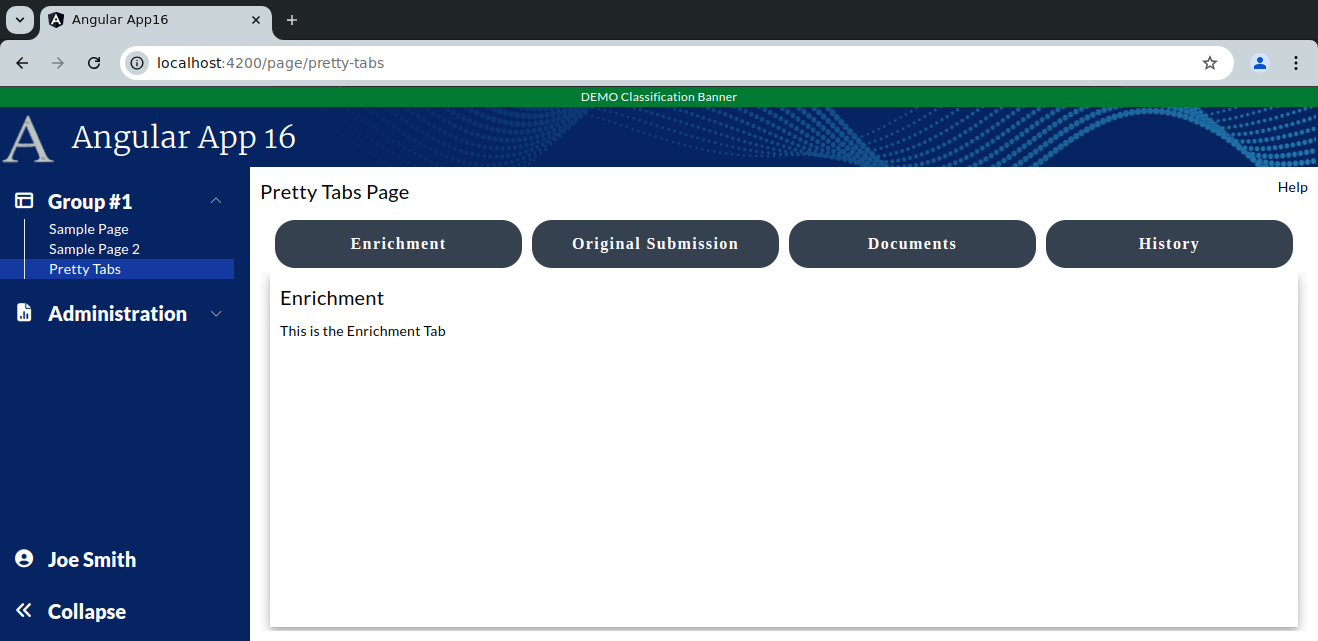 Angular App16
localhost:4200/page/pretty-tabs
DEMO Classification Banner
A Angular App 16
Group #1
Sample Page
Sample Page 2
Pretty Tabs
Administration
Joe Smith
Collapse
Pretty Tabs Page
Help
Enrichment
Original Submission
Documents
History
Enrichment
This is the Enrichment Tab